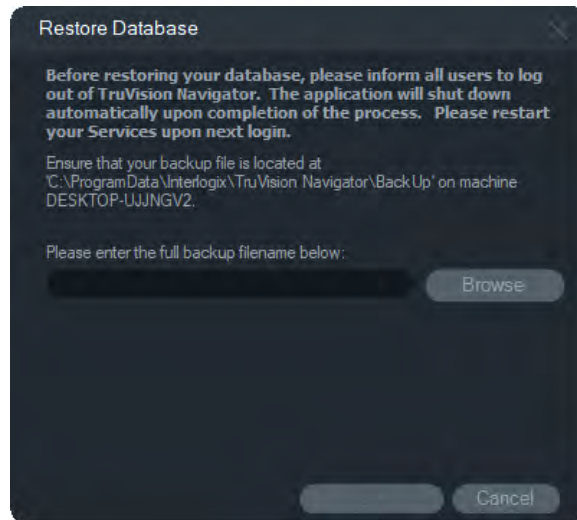 Restore Database
Before restoring your database, please inform all users to log
out of TruVision Navigator. The application will shut down
automatically upon completion of the process. Please restart
your Services upon next login.
Ensure that your backup file is located at
'C:\ProgramData\Interlogix\TruVision Navigator\BackUp' on machine
DESKTOP-UJJNGV2.
Please enter the full backup filename below:
Browse
Cancel